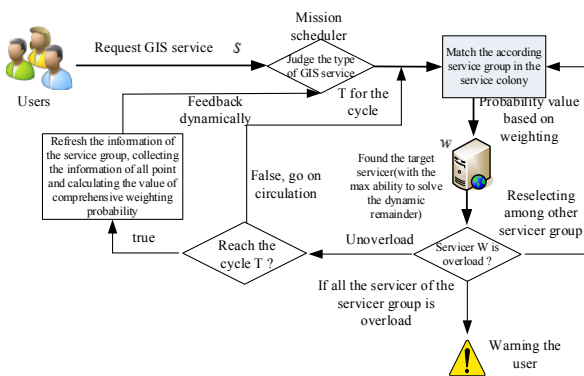 Mission
scheduler
Request GIS service
S
Judge the type
of GIS service
Match the according
service group in the
service colony
Users
Feedback
dynamically
T for the
cycle
Probability value
based on
weighting
W
Refresh the information of
the service group, collecting
the information of all point
and calculating the value of
comprehensive weighting
probability
False, go on
circulation
Found the target
servicer(with the
max ability to solve
the dynamic
remainder)
Reselecting
among other
servicer group
true
Reach the
cycle T ?
Unoverload
Servicer W is
overload ?
If all the servicer of the
servicer group is
overload
Warning the
user